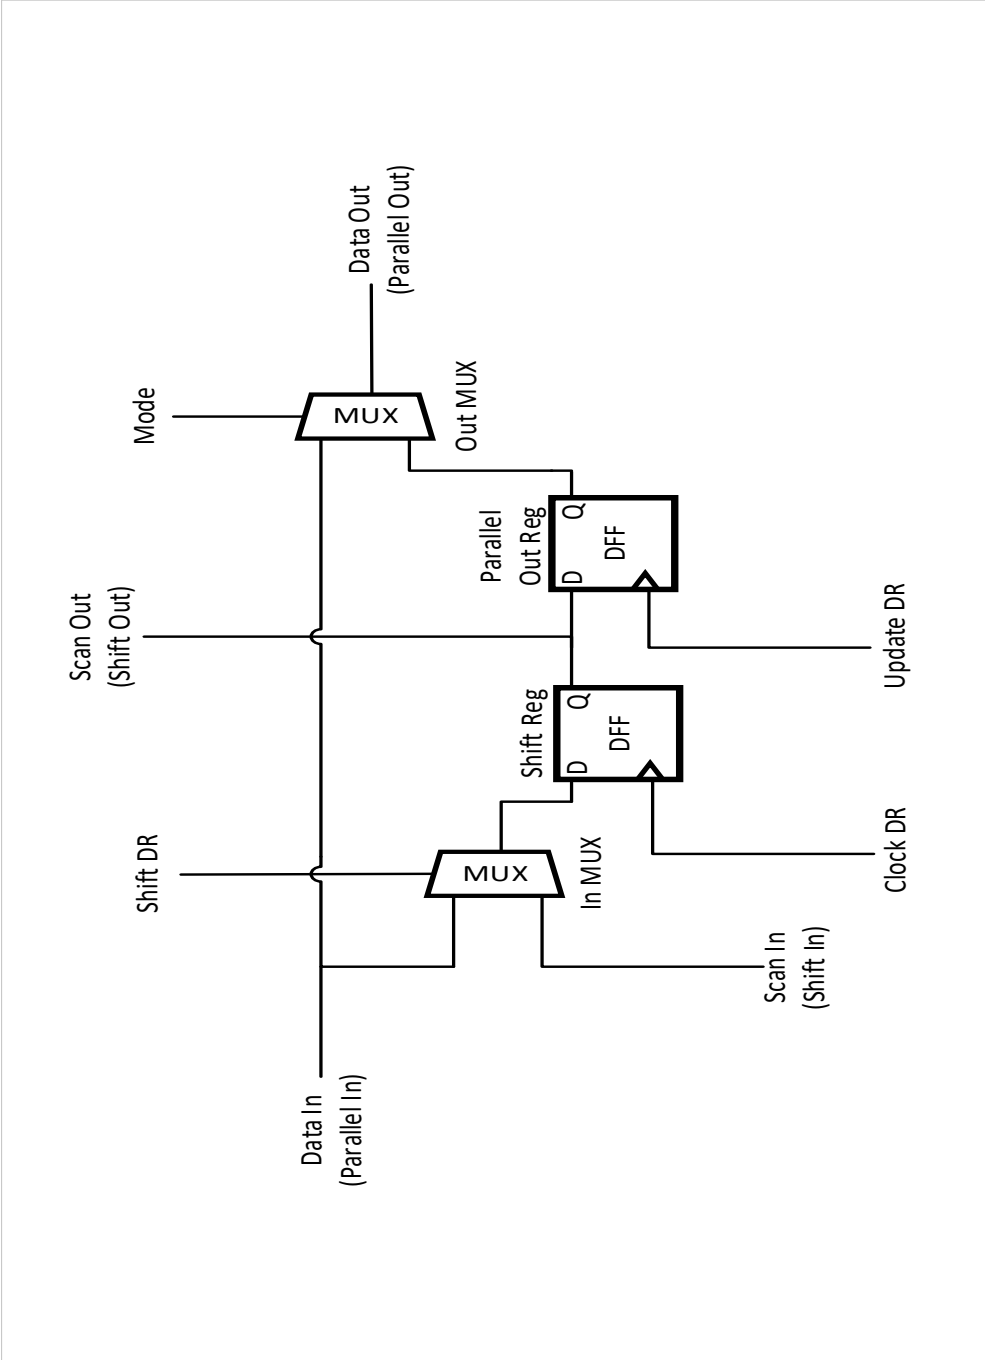 Scan Out
(Shift Out)
Shift DR
Mode
Data In
(Parallel In)
Data Out
(Parallel Out)
MUX
Out MUX
MUX
In MUX
Shift Reg
D
Q
DFF
Parallel
Out Reg
D
Q
DFF
Scan In
(Shift In)
Clock DR
Update DR